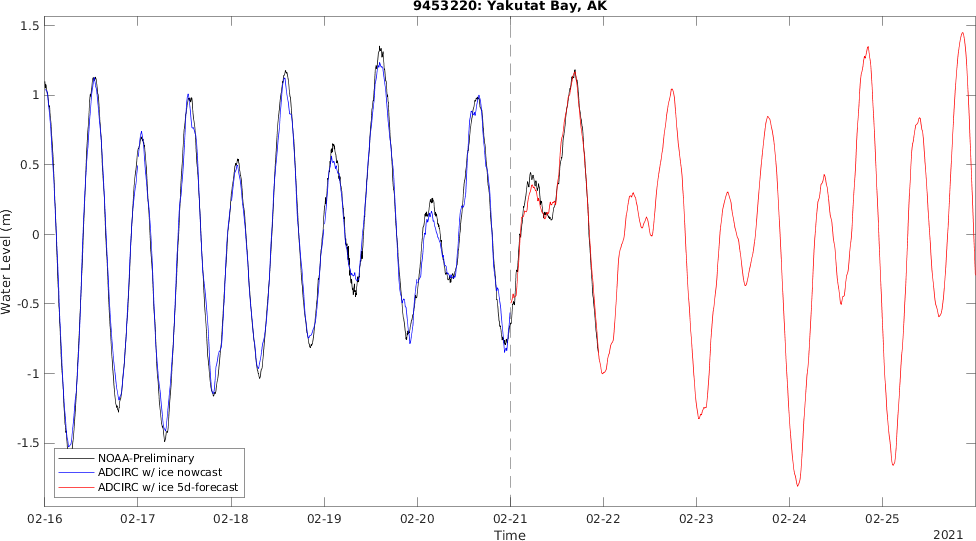 9453220: Yakutat Bay, AK
1.5
1
0.5
0
-0.5
-1
-1.5
Water Level (m)
NOAA-Preliminary
ADCIRC w/ ice nowcast
ADCIRC w/ ice 5d-forecast
02-16 02-17 02-18 02-19 02-20 02-21 02-22 02-23 02-24 02-25
Time
2021